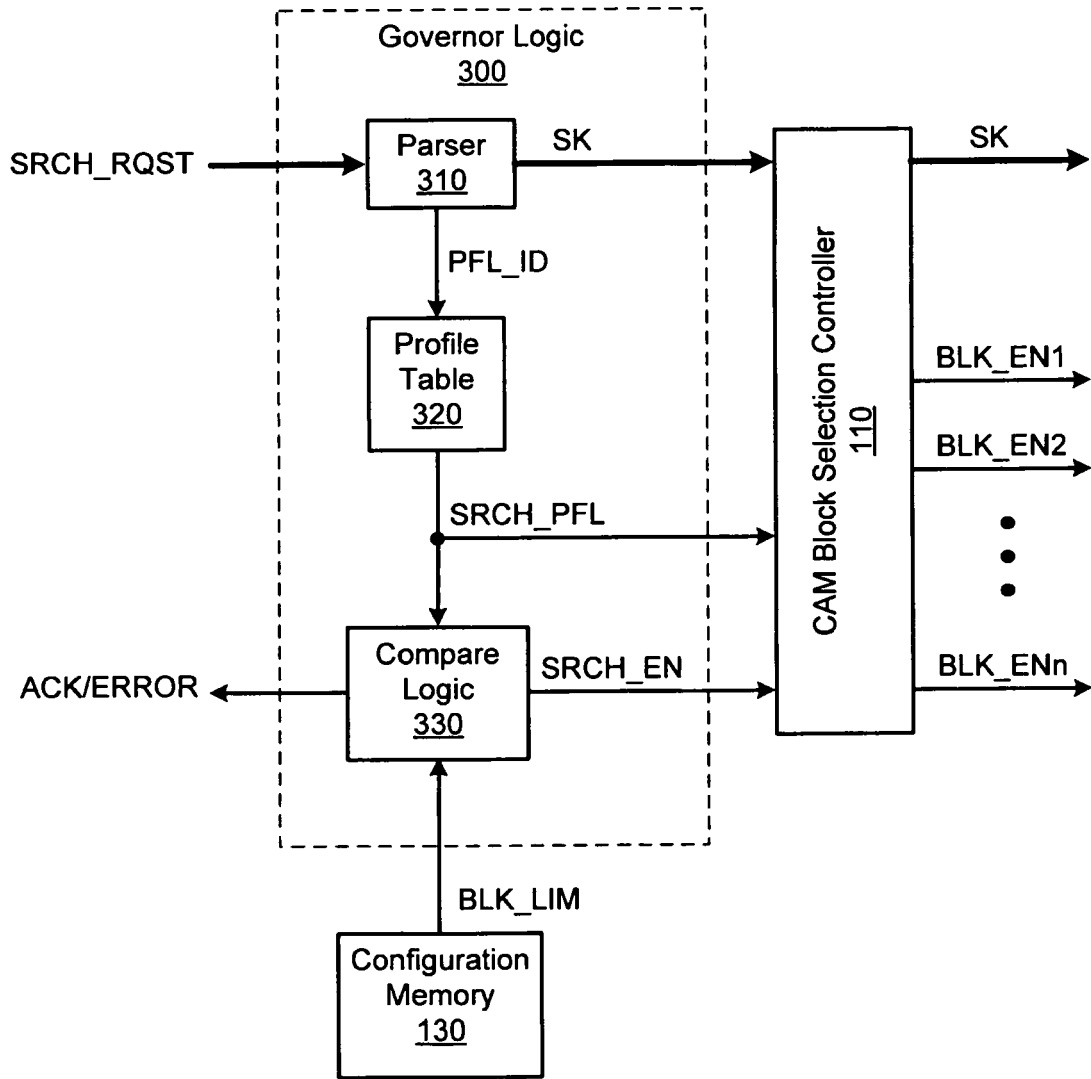 Governor Logic
300
SRCH_RQST
Parser
310
SK
SK
PFL_ID
Profile
Table
320
CAM Block Selection Controller
110
BLK_EN1
BLK_EN2
SRCH_PFL
Compare
Logic
330
SRCH_EN
ACK/ERROR
BLK_ENn
BLK_LIM
Configuration
Memory
130